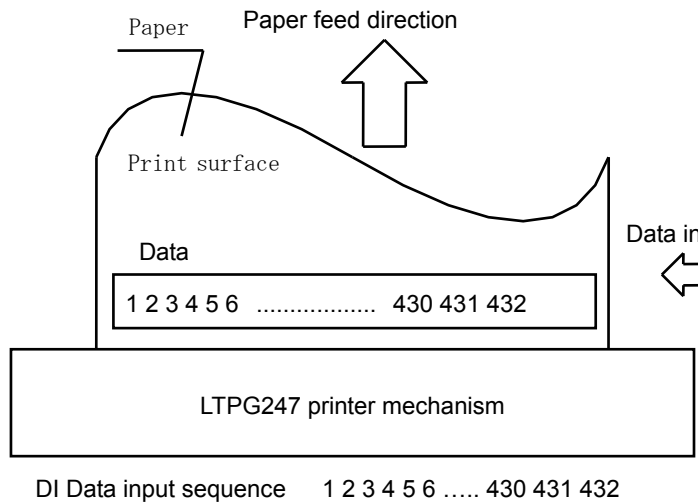 Paper
Paper feed direction
Print surface
Data in
Data
1 2 3 4 5 6 .................. 430 431 432
LTPG247 printer mechanism
DI Data input sequence 1 2 3 4 5 6 ..... 430 431 432